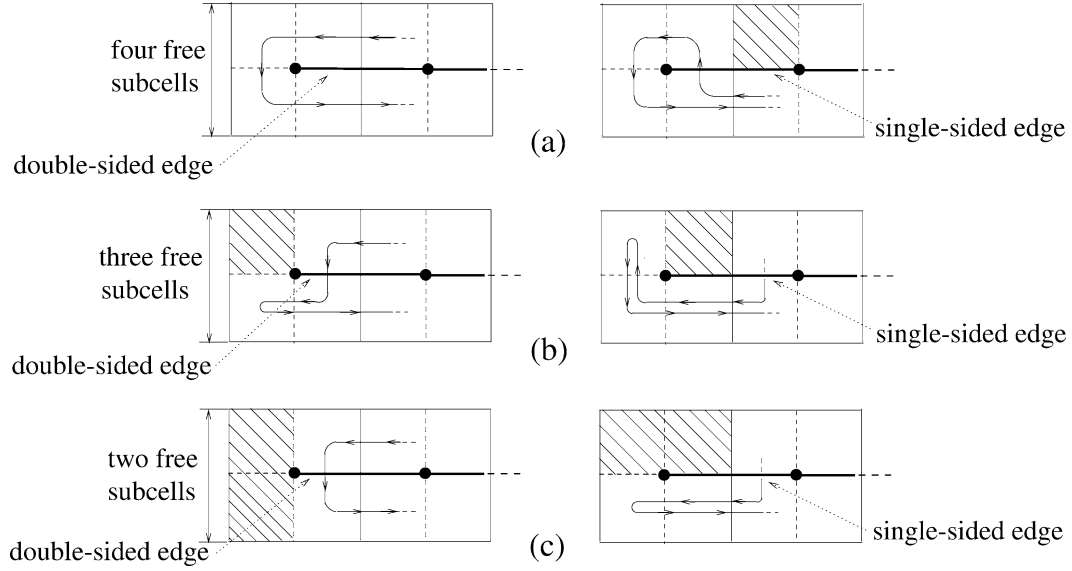 four free
subcells
double-sided edge
(a)
single-sided edge
three free
subcells
double-sided edge
(b)
single-sided edge
two free
subcells
double-sided edge
(c)
single-sided edge